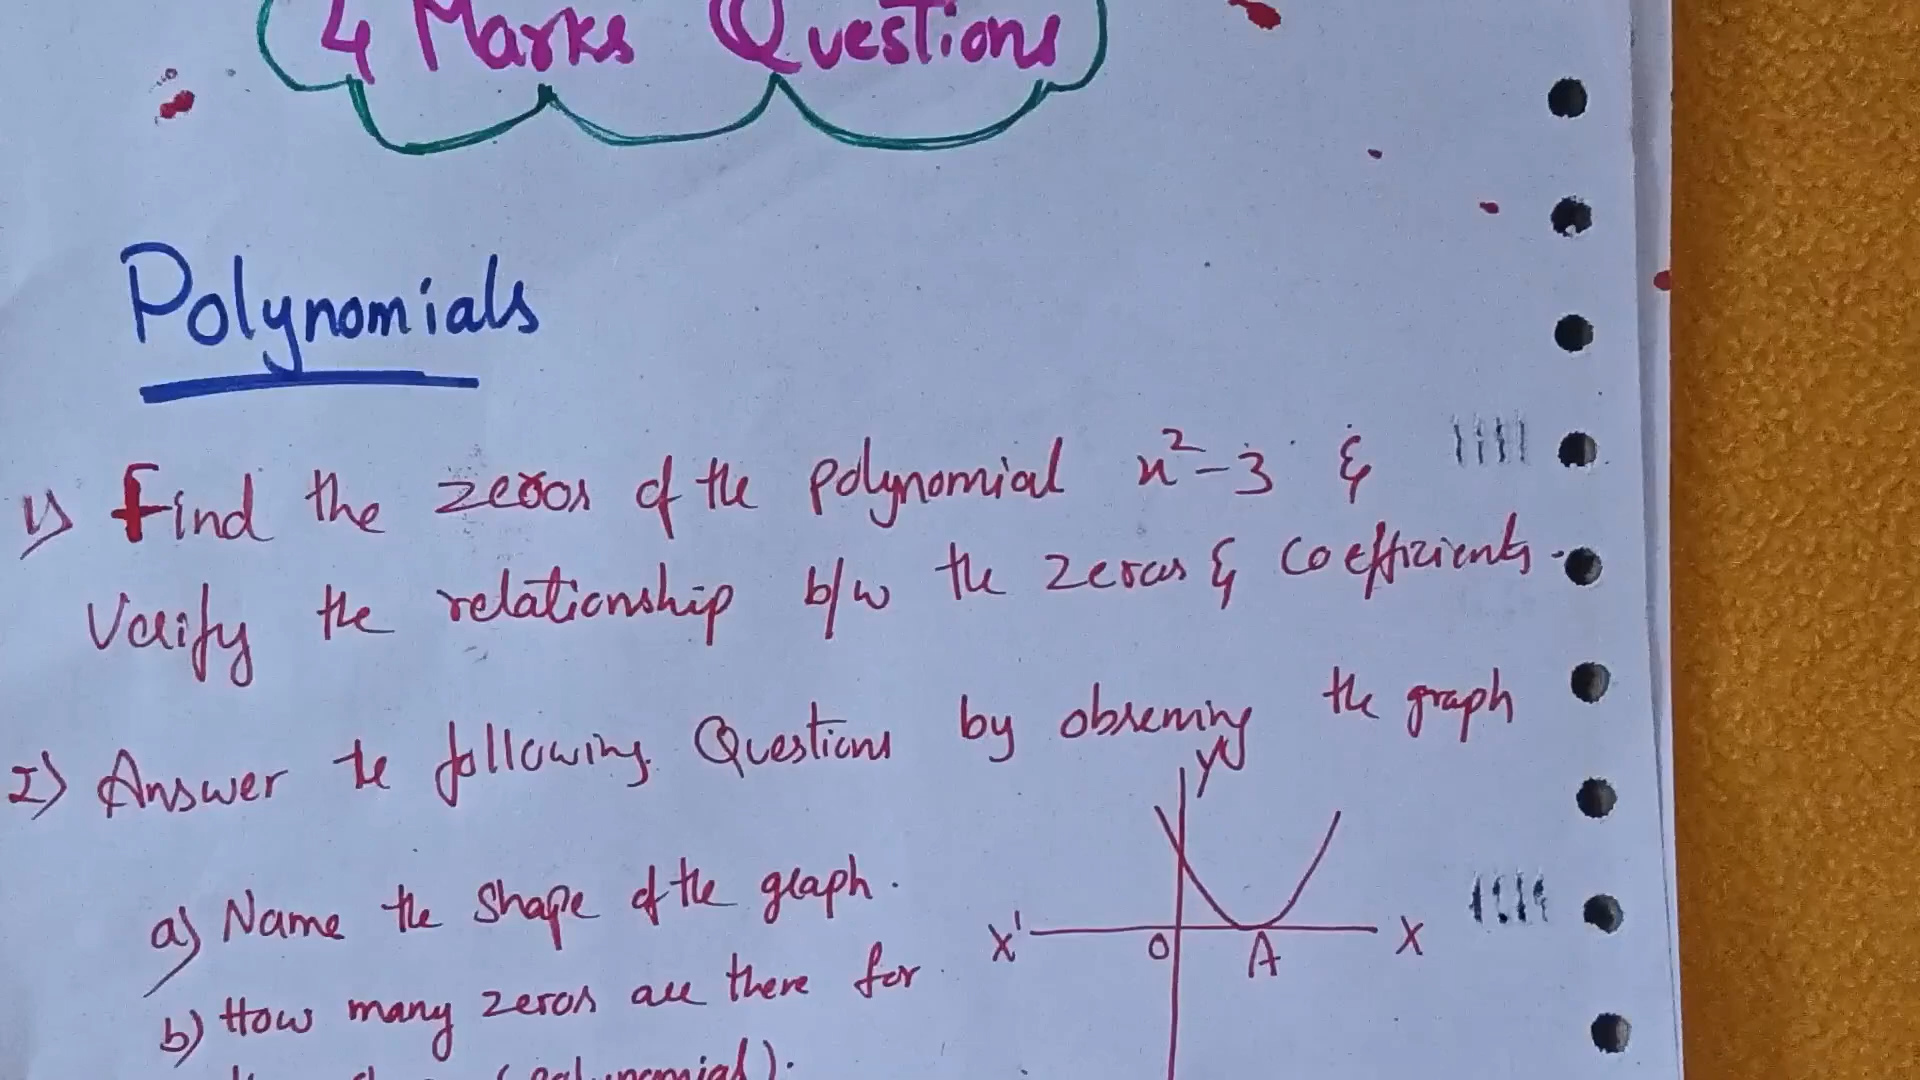 4 Marks Questions
Polynomials
1) Find the zeros of the polynomial x²-3 &
Verify the relationship b/w the zeros & coefficients.
2) Answer the following Questions by observing the graph
Y
a) Name the shape of the graph.
X' O A X
b) How many zeros are there for
(polynomial).